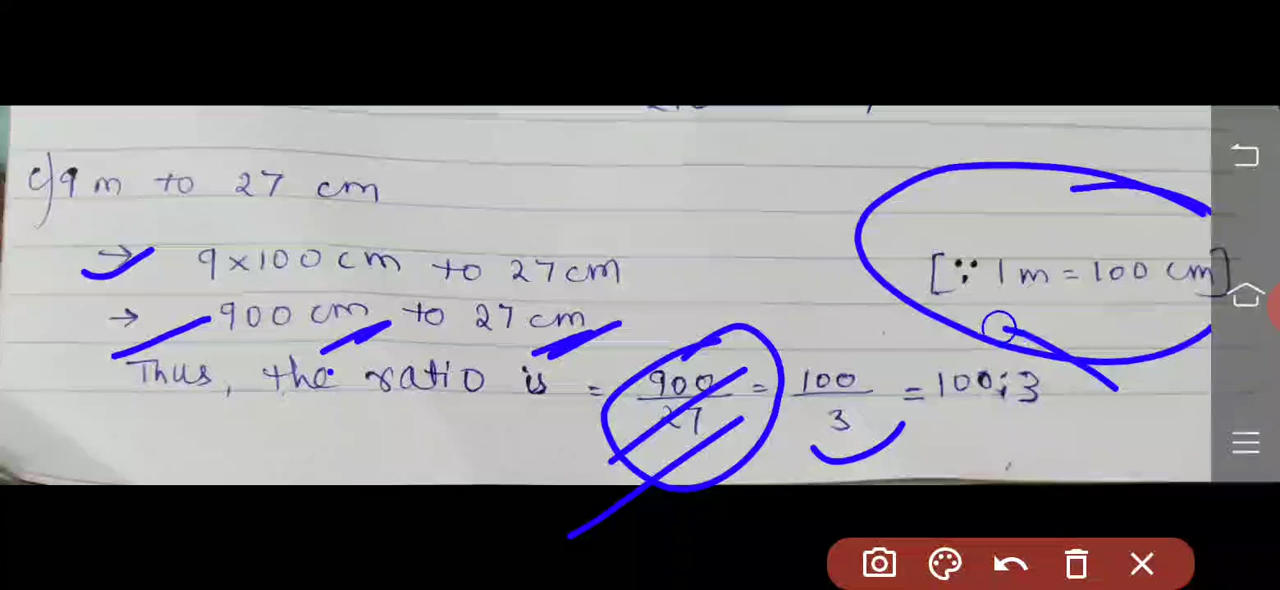 c) 9 m to 27 cm
→ 9 × 100 cm to 27 cm [∵ 1 m = 100 cm]
→ 900 cm to 27 cm
Thus, the ratio is = 900/27 = 100/3 = 100:3